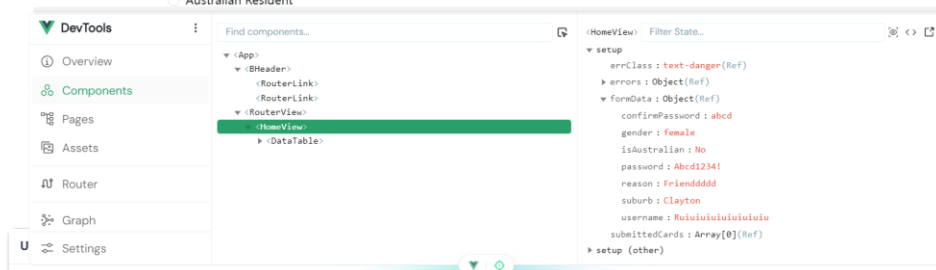 Australian Resident
DevTools
Overview
Components
Pages
Assets
Router
Graph
Settings
U
Find components...
<App>
<BHeader>
<RouterLink>
<RouterLink>
<RouterView>
<HomeView>
<DataTable>
<HomeView> Filter State...
setup
errClass : text-danger(Ref)
errors : Object(Ref)
formData : Object(Ref)
confirmPassword : abcd
gender : female
isAustralian : No
password : Abcd1234!
reason : Frienddddd
suburb : Clayton
username : Ruiuiuiuiuiuiuiu
submittedCards : Array[0](Ref)
setup (other)